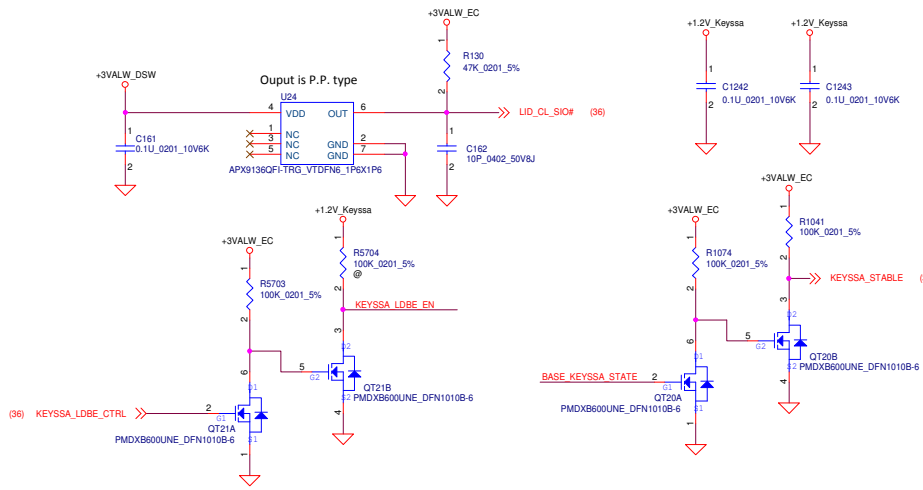 +3VALW_EC
+1.2V_Keyssa
+1.2V_Keyssa
1
R130
47K_0201_5%
2
+3VALW_DSW
Ouput is P.P. type
U24
4
VDD
OUT
6
LID_CL_SIO#
(36)
1
NC
3
NC
5
NC
GND
2
GND
7
APX9136QFI-TRG_VTDFN6_1P6X1P6
1
C161
0.1U_0201_10V6K
2
1
C162
10P_0402_50V8J
2
1
C1242
0.1U_0201_10V6K
2
1
C1243
0.1U_0201_10V6K
2
+3VALW_EC
1
R5703
100K_0201_5%
2
+1.2V_Keyssa
1
R5704
100K_0201_5%
@
2
KEYSSA_LDBE_EN
3
D2
5
G2
QT21B
S2
PMDXB600UNE_DFN1010B-6
4
6
D1
(36)
KEYSSA_LDBE_CTRL
2
G1
QT21A
S1
PMDXB600UNE_DFN1010B-6
1
+3VALW_EC
1
R1074
100K_0201_5%
2
+3VALW_EC
1
R1041
100K_0201_5%
2
KEYSSA_STABLE
(
3
D2
5
G2
QT20B
S2
PMDXB600UNE_DFN1010B-6
4
6
D1
BASE_KEYSSA_STATE
2
G1
QT20A
S1
PMDXB600UNE_DFN1010B-6
1